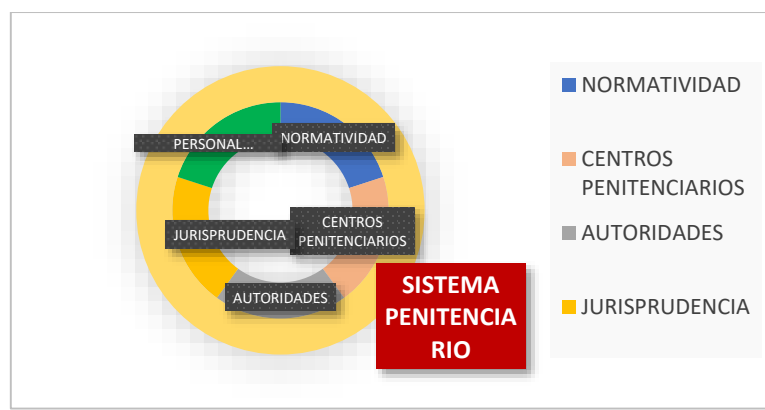 PERSONAL...
NORMATIVIDAD
JURISPRUDENCIA
CENTROS
PENITENCIARIOS
AUTORIDADES
SISTEMA
PENITENCIA
RIO
NORMATIVIDAD
CENTROS
PENITENCIARIOS
AUTORIDADES
JURISPRUDENCIA